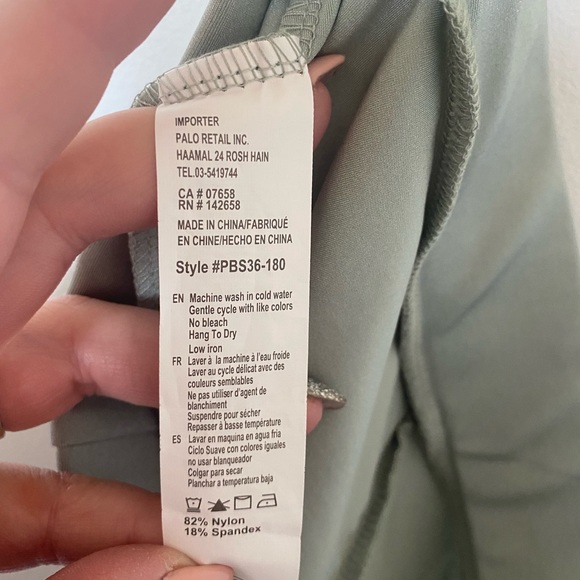 IMPORTER
PALO RETAIL INC.
HAAMAL 24 ROSH HAIN
TEL.03-5419744
CA # 07658
RN # 142658
MADE IN CHINA/FABRIQUÉ
EN CHINE/HECHO EN CHINA
Style #PBS36-180
EN Machine wash in cold water
Gentle cycle with like colors
No bleach
Hang To Dry
Low iron
FR Laver à la machine à l'eau froide
Laver au cycle délicat avec des
couleurs semblables
Ne pas utiliser d'agent de
blanchiment
Suspendre pour sécher
Repasser à basse température
ES Lavar en maquina en agua fria
Ciclo Suave con colores iguales
no usar blanqueador
Colgar para secar
Planchar a temperatura baja
82% Nylon
18% Spandex